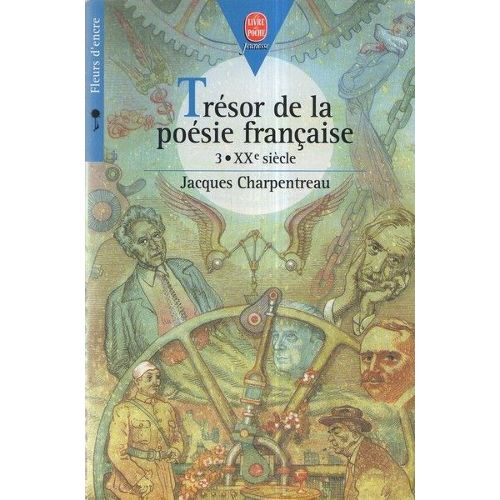 LE LIVRE DE POCHE
Jeunesse
Fleurs d'encre
Trésor de la
poésie française
3 • XXe siècle
Jacques Charpentreau